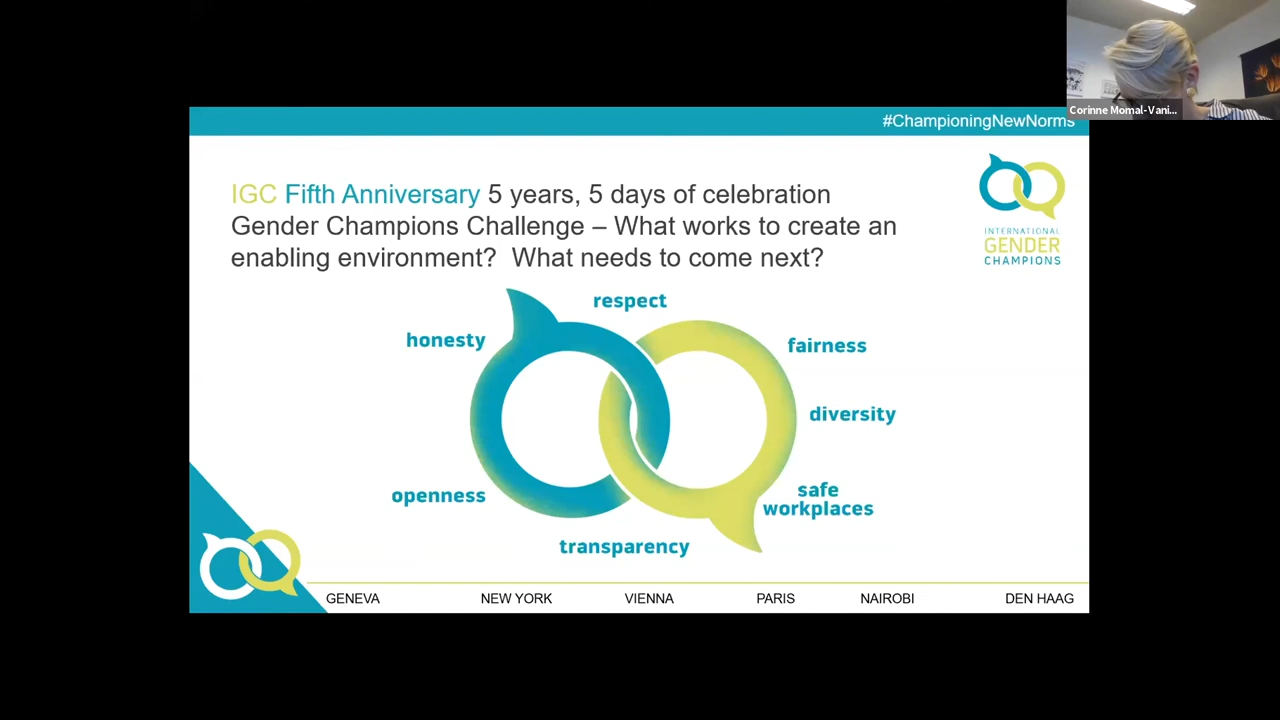 Corinne Momal-Vani...
#ChampioningNewNorms
IGC Fifth Anniversary 5 years, 5 days of celebration
Gender Champions Challenge – What works to create an
enabling environment?  What needs to come next?
INTERNATIONAL
GENDER
CHAMPIONS
respect
honesty
fairness
diversity
openness
safe
workplaces
transparency
GENEVA NEW YORK VIENNA PARIS NAIROBI DEN HAAG